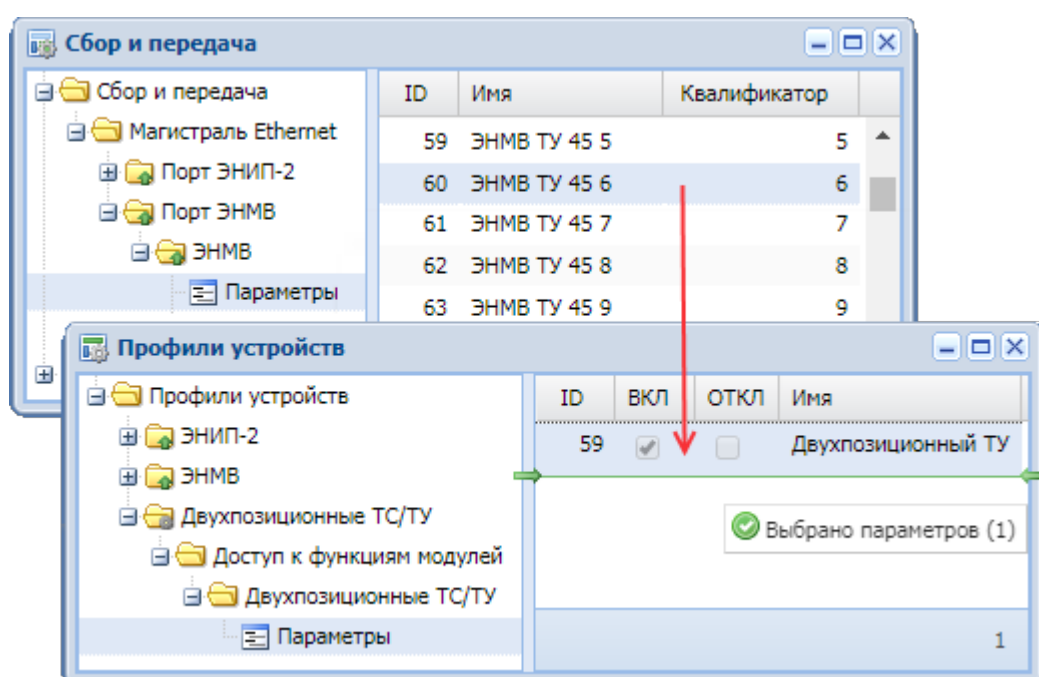 Сбор и передача
Сбор и передача
Магистраль Ethernet
Порт ЭНИП-2
Порт ЭНМВ
ЭНМВ
Параметры
ID Имя Квалификатор
59 ЭНМВ ТУ 45 5 5
60 ЭНМВ ТУ 45 6 6
61 ЭНМВ ТУ 45 7 7
62 ЭНМВ ТУ 45 8 8
63 ЭНМВ ТУ 45 9 9
Профили устройств
Профили устройств
ЭНИП-2
ЭНМВ
Двухпозиционные ТС/ТУ
Доступ к функциям модулей
Двухпозиционные ТС/ТУ
Параметры
ID ВКЛ ОТКЛ Имя
59 Двухпозиционный ТУ
Выбрано параметров (1)
1